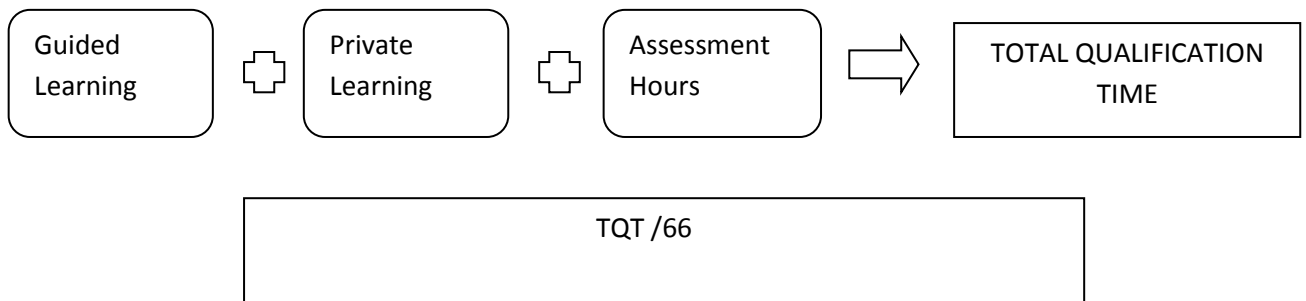 Guided
Learning
Private
Learning
Assessment
Hours
TOTAL QUALIFICATION
TIME
TQT /66